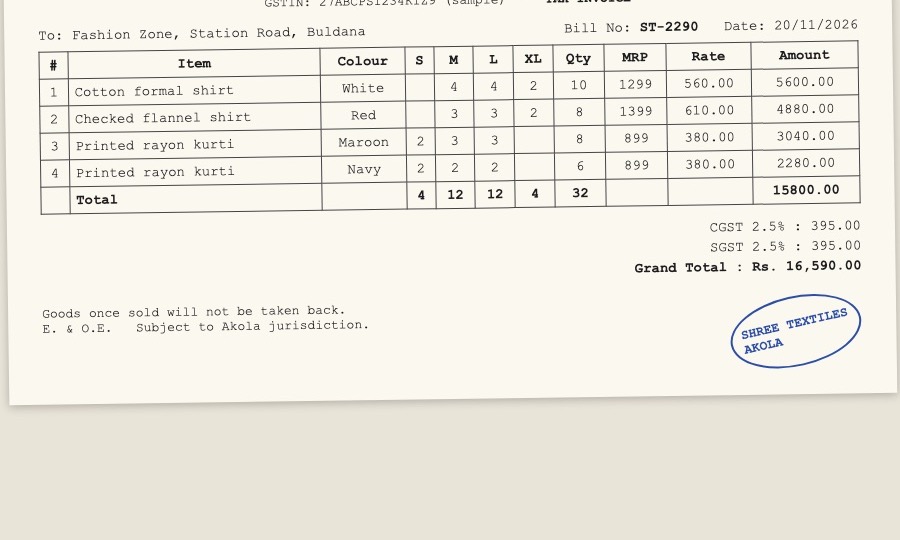 GSTIN: 27ABCPS1234K1Z9 (sample) TAX INVOICE
To: Fashion Zone, Station Road, Buldana Bill No: ST-2290 Date: 20/11/2026
# Item Colour S M L XL Qty MRP Rate Amount
1 Cotton formal shirt White 4 4 2 10 1299 560.00 5600.00
2 Checked flannel shirt Red 3 3 2 8 1399 610.00 4880.00
3 Printed rayon kurti Maroon 2 3 3 8 899 380.00 3040.00
4 Printed rayon kurti Navy 2 2 2 6 899 380.00 2280.00
Total 4 12 12 4 32 15800.00
CGST 2.5% : 395.00
SGST 2.5% : 395.00
Grand Total : Rs. 16,590.00
Goods once sold will not be taken back.
E. & O.E. Subject to Akola jurisdiction.
SHREE TEXTILES
AKOLA